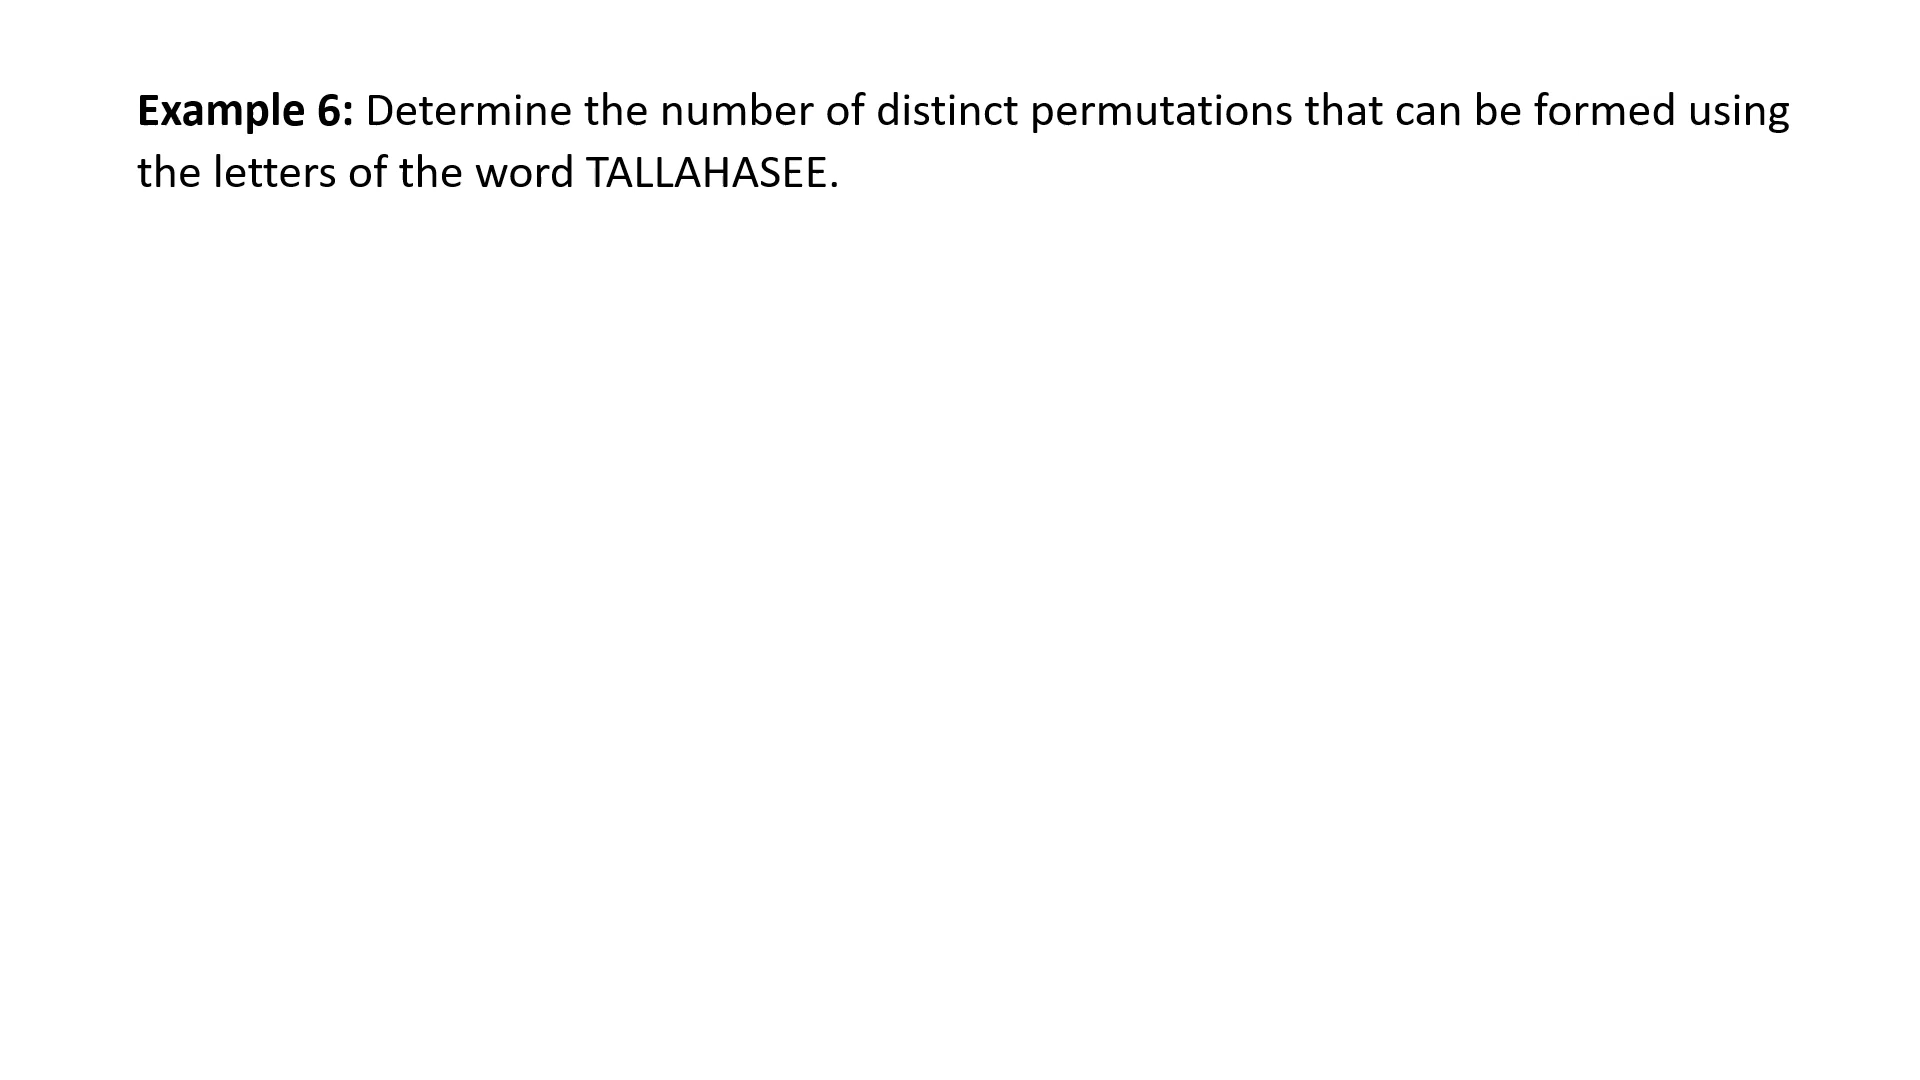 Example 6: Determine the number of distinct permutations that can be formed using
the letters of the word TALLAHASEE.